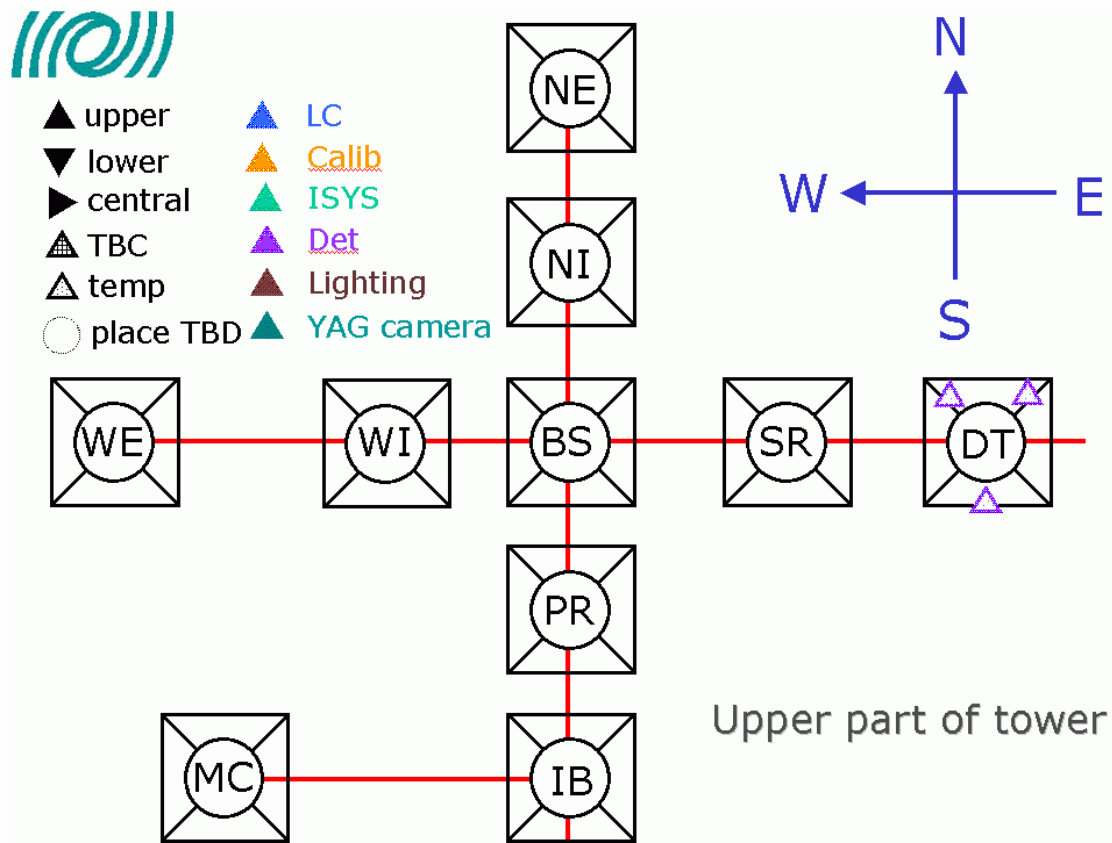 NE
N
upper
LC
lower
Calib
central
ISYS
W
E
TBC
Det
NI
temp
Lighting
S
place TBD
YAG camera
WE
WI
BS
SR
DT
PR
Upper part of tower
MC
IB